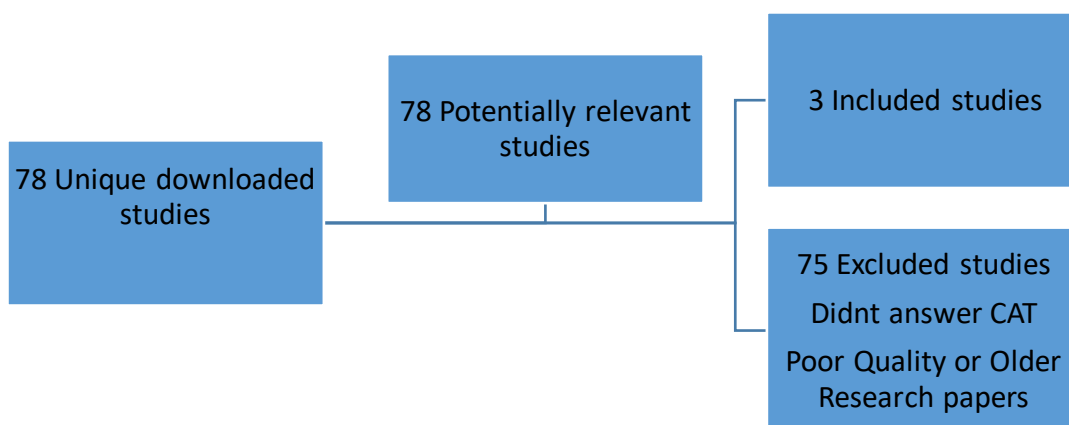 78 Unique downloaded
studies
78 Potentially relevant
studies
3 Included studies
75 Excluded studies
Didnt answer CAT
Poor Quality or Older
Research papers